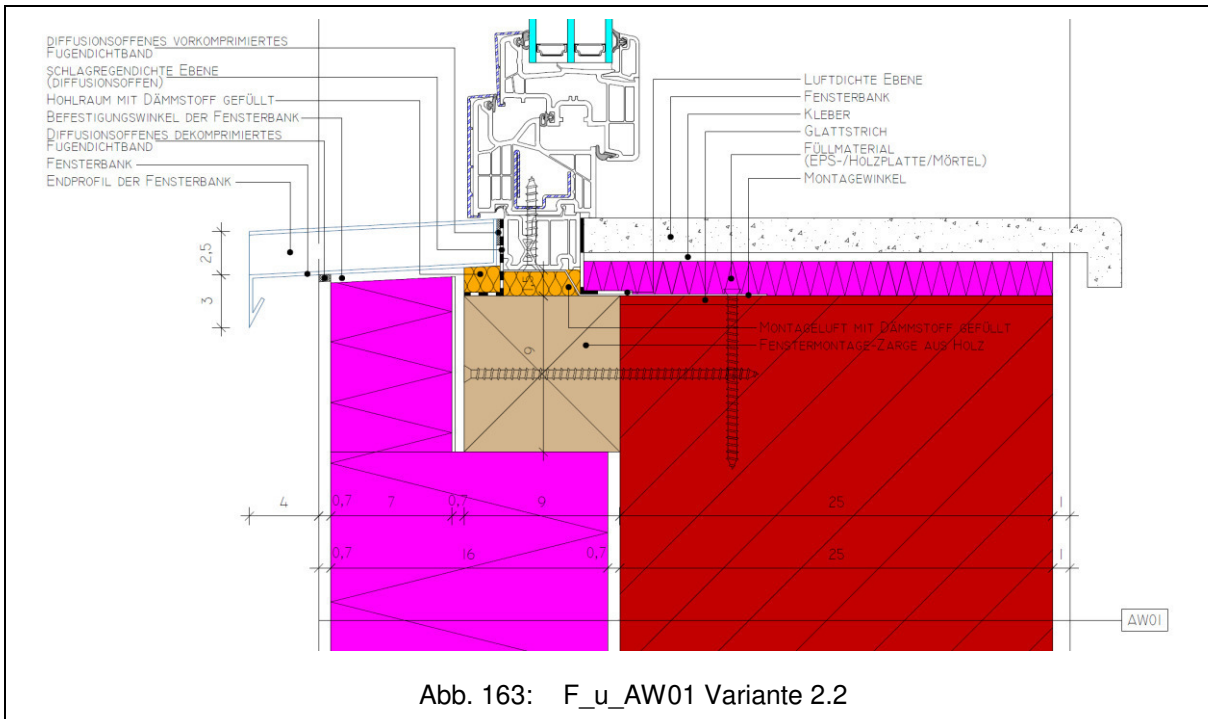 DIFFUSIONSOFFENES VORKOMPRIMIERTES
FUGENDICHTBAND
SCHLAGREGENDICHTE EBENE
(DIFFUSIONSOFFEN)
HOHLRAUM MIT DÄMMSTOFF GEFÜLLT
BEFESTIGUNGSWINKEL DER FENSTERBANK
DIFFUSIONSOFFENES DEKOMPRIMIERTES
FUGENDICHTBAND
FENSTERBANK
ENDPROFIL DER FENSTERBANK
LUFTDICHTE EBENE
FENSTERBANK
KLEBER
GLATTSTRICH
FÜLLMATERIAL
(EPS-/HOLZPLATTE/MÖRTEL)
MONTAGEWINKEL
2,5
3
1,5
MONTAGELUFT MIT DÄMMSTOFF GEFÜLLT
FENSTERMONTAGE-ZARGE AUS HOLZ
9
4
0,7
7
0,7
9
25
1
0,7
16
0,7
25
1
AW01
Abb. 163: F_u_AW01 Variante 2.2